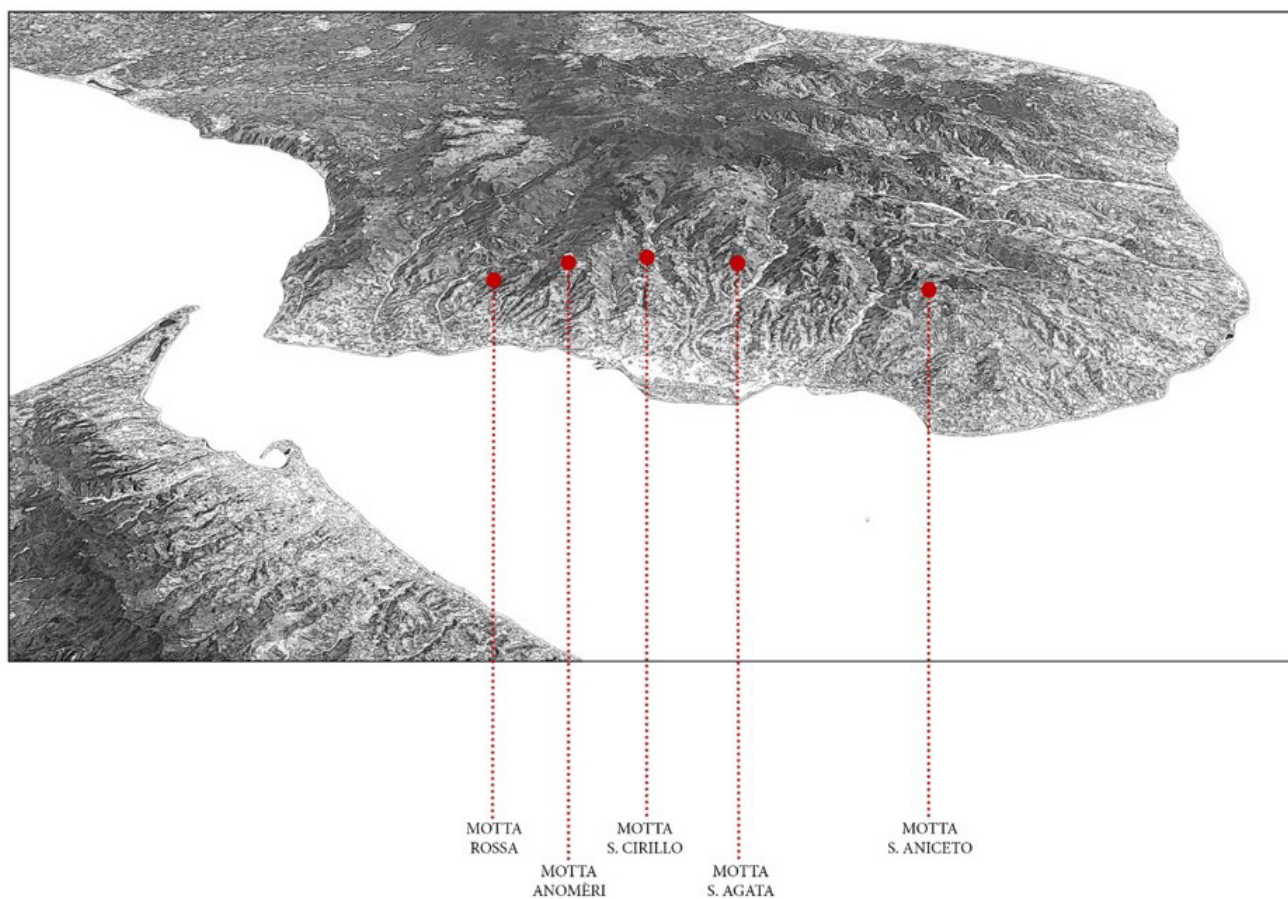 MOTTA
ROSSA
MOTTA
ANOMÈRI
MOTTA
S. CIRILLO
MOTTA
S. AGATA
MOTTA
S. ANICETO